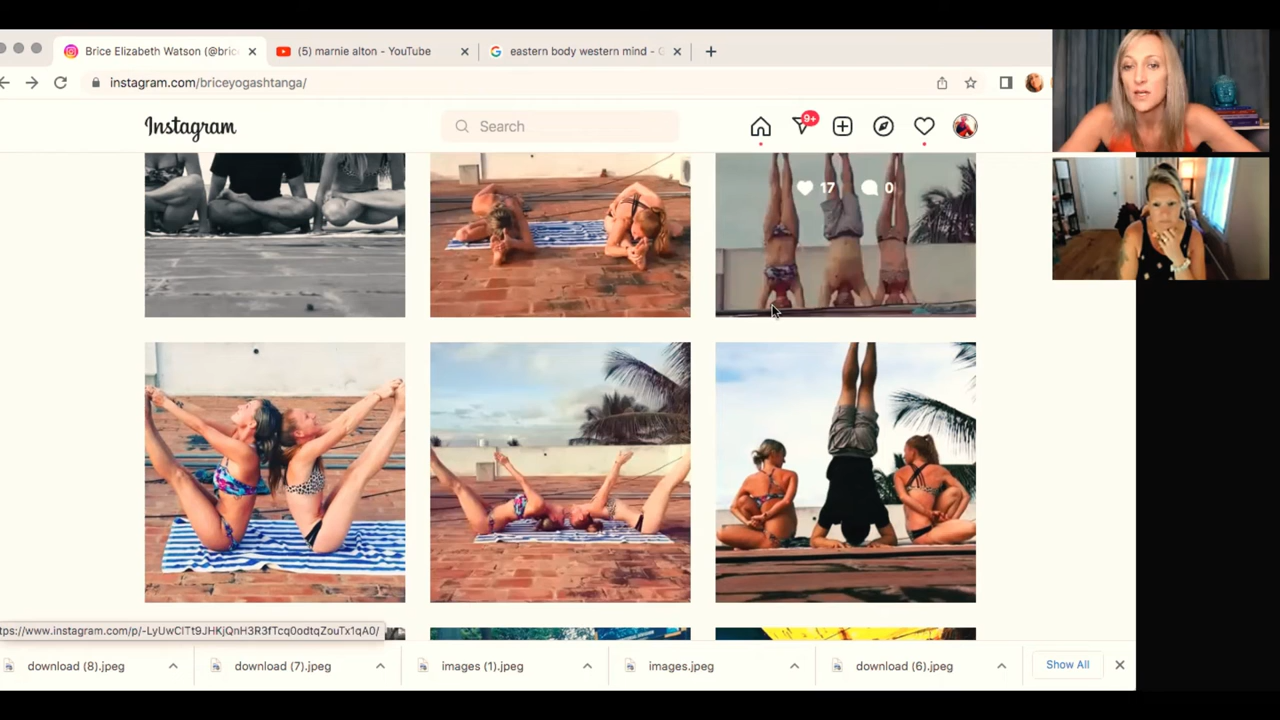 Brice Elizabeth Watson (@bric
(5) marnie alton - YouTube
eastern body western mind - G
instagram.com/briceyogashtanga/
Instagram
Search
9+
17
0
tps://www.instagram.com/p/-LyUwClTt9JHKjQnH3R3fTcq0odtqZouTx1qA0/
download (8).jpeg
download (7).jpeg
images (1).jpeg
images.jpeg
download (6).jpeg
Show All